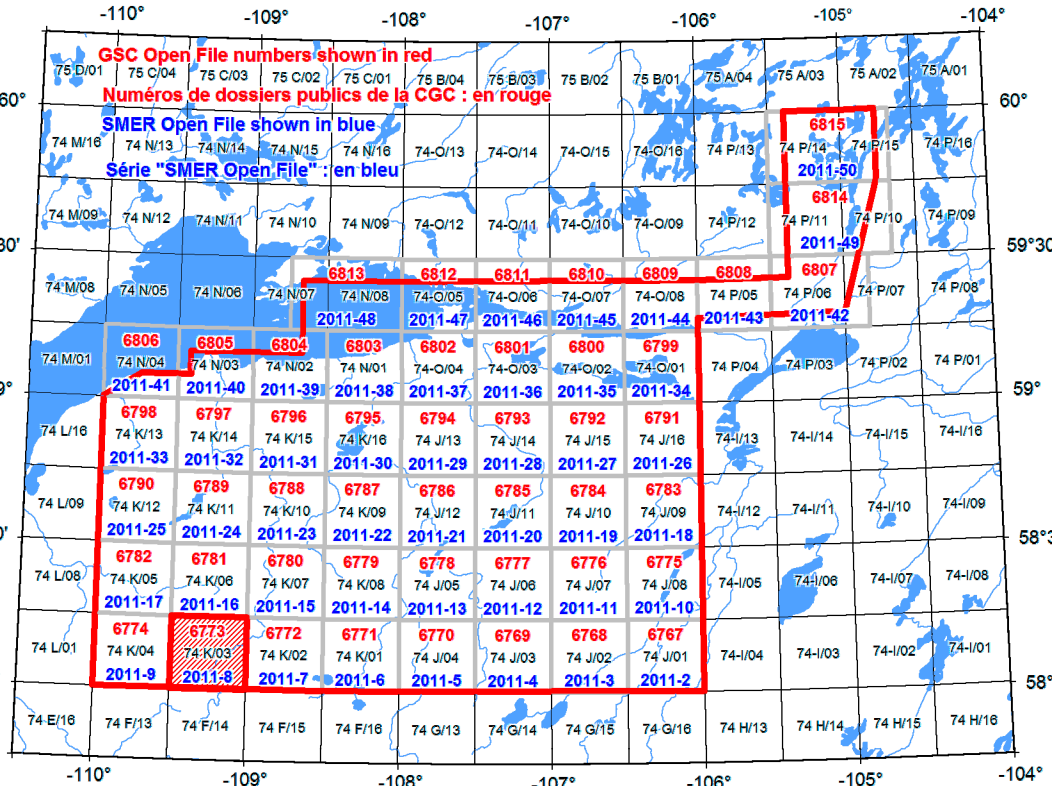 -110° -109° -108° -107° -106° -105° -104°
GSC Open File numbers shown in red
75 D/01 75 C/04 75 C/03 75 C/02 75 C/01 75 B/04 75 B/03 75 B/02 75 B/01 75 A/04 75 A/03 75 A/02 75 A/01
Numéros de dossiers publics de la CGC : en rouge
60° 60°
SMER Open File shown in blue
6815
74 M/16 74 N/13 74 N/14 74 N/15 74 N/16 74-O/13 74-O/14 74-O/15 74-O/16 74 P/13 74 P/14 74 P/15 74 P/16
Série "SMER Open File" : en bleu
2011-50
6814
74 M/09 74 N/12 74 N/11 74 N/10 74 N/09 74-O/12 74-O/11 74-O/10 74-O/09 74 P/12 74 P/11 74 P/10 74 P/09
30' 2011-49 59°30'
6813 6812 6811 6810 6809 6808 6807
74 M/08 74 N/05 74 N/06 74 N/07 74 N/08 74-O/05 74-O/06 74-O/07 74-O/08 74 P/05 74 P/06 74 P/07 74 P/08
2011-48 2011-47 2011-46 2011-45 2011-44 2011-43 2011-42
6806 6805 6804 6803 6802 6801 6800 6799
74 M/01 74 N/04 74 N/03 74 N/02 74 N/01 74-O/04 74-O/03 74-O/02 74-O/01 74 P/04 74 P/03 74 P/02 74 P/01
9° 2011-41 2011-40 2011-39 2011-38 2011-37 2011-36 2011-35 2011-34 59°
6798 6797 6796 6795 6794 6793 6792 6791
74 L/16 74 K/13 74 K/14 74 K/15 74 K/16 74 J/13 74 J/14 74 J/15 74 J/16 74-I/13 74-I/14 74-I/15 74-I/16
2011-33 2011-32 2011-31 2011-30 2011-29 2011-28 2011-27 2011-26
6790 6789 6788 6787 6786 6785 6784 6783
74 L/09 74 K/12 74 K/11 74 K/10 74 K/09 74 J/12 74 J/11 74 J/10 74 J/09 74-I/12 74-I/11 74-I/10 74-I/09
0' 2011-25 2011-24 2011-23 2011-22 2011-21 2011-20 2011-19 2011-18 58°3
6782 6781 6780 6779 6778 6777 6776 6775
74 L/08 74 K/05 74 K/06 74 K/07 74 K/08 74 J/05 74 J/06 74 J/07 74 J/08 74-I/05 74-I/06 74-I/07 74-I/08
2011-17 2011-16 2011-15 2011-14 2011-13 2011-12 2011-11 2011-10
6774 6773 6772 6771 6770 6769 6768 6767
74 L/01 74 K/04 74 K/03 74 K/02 74 K/01 74 J/04 74 J/03 74 J/02 74 J/01 74-I/04 74-I/03 74-I/02 74-I/01
2011-9 2011-8 2011-7 2011-6 2011-5 2011-4 2011-3 2011-2 58°
74 E/16 74 F/13 74 F/14 74 F/15 74 F/16 74 G/13 74 G/14 74 G/15 74 G/16 74 H/13 74 H/14 74 H/15 74 H/16
-110° -109° -108° -107° -106° -105° -104°